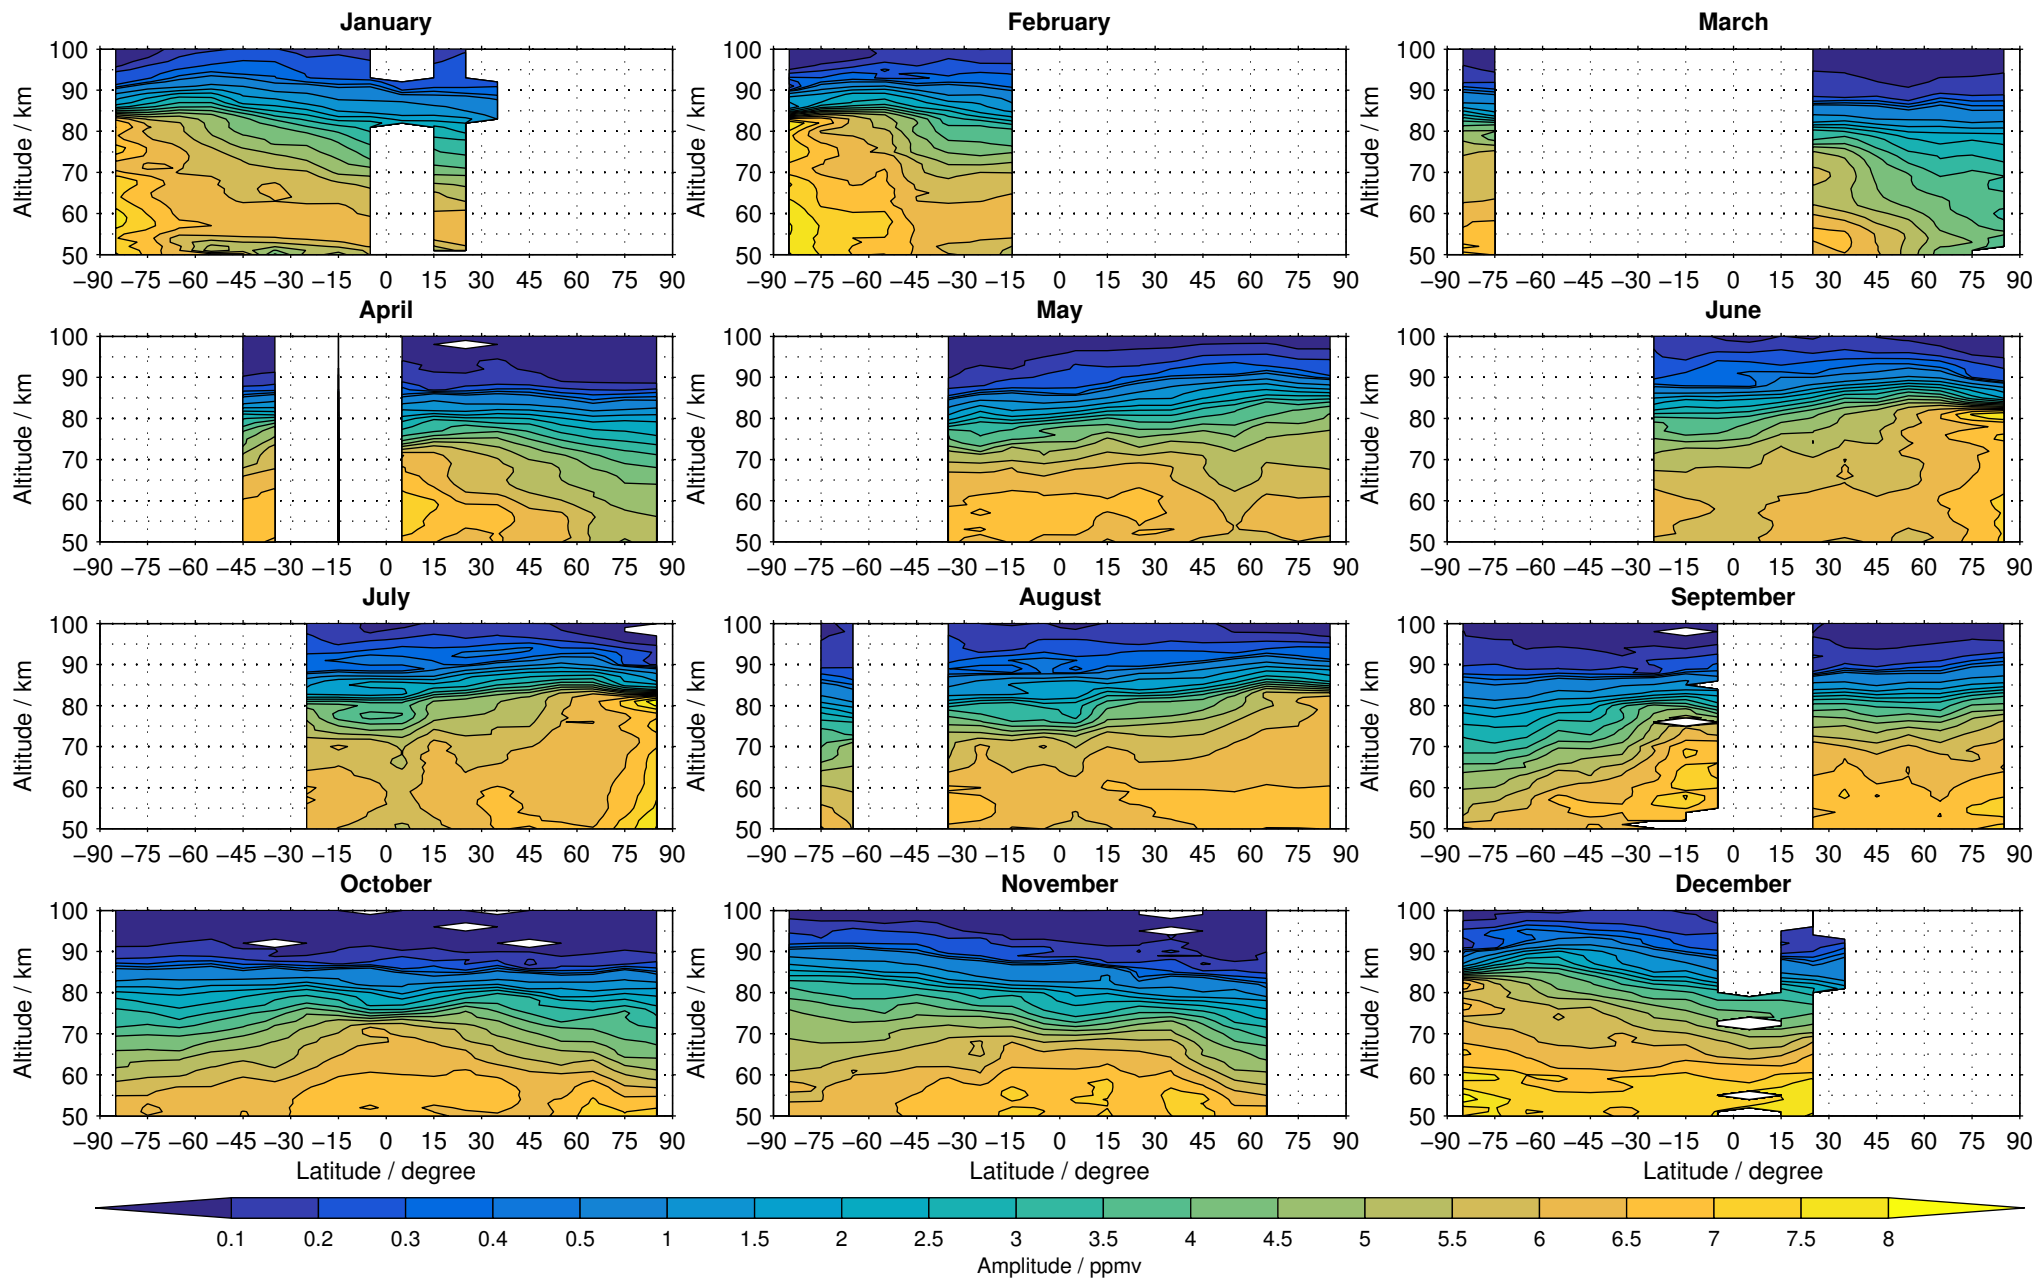 January February March
100 100 100
90 90 90
80 80 80
70 70 70
60 60 60
50 50 50
Altitude / km Altitude / km Altitude / km
−90 −75 −60 −45 −30 −15 0 15 30 45 60 75 90 −90 −75 −60 −45 −30 −15 0 15 30 45 60 75 90 −90 −75 −60 −45 −30 −15 0 15 30 45 60 75 90
April May June
100 100 100
90 90 90
80 80 80
70 70 70
60 60 60
50 50 50
Altitude / km Altitude / km Altitude / km
−90 −75 −60 −45 −30 −15 0 15 30 45 60 75 90 −90 −75 −60 −45 −30 −15 0 15 30 45 60 75 90 −90 −75 −60 −45 −30 −15 0 15 30 45 60 75 90
July August September
100 100 100
90 90 90
80 80 80
70 70 70
60 60 60
50 50 50
Altitude / km Altitude / km Altitude / km
−90 −75 −60 −45 −30 −15 0 15 30 45 60 75 90 −90 −75 −60 −45 −30 −15 0 15 30 45 60 75 90 −90 −75 −60 −45 −30 −15 0 15 30 45 60 75 90
October November December
100 100 100
90 90 90
80 80 80
70 70 70
60 60 60
50 50 50
Altitude / km Altitude / km Altitude / km
−90 −75 −60 −45 −30 −15 0 15 30 45 60 75 90 −90 −75 −60 −45 −30 −15 0 15 30 45 60 75 90 −90 −75 −60 −45 −30 −15 0 15 30 45 60 75 90
Latitude / degree Latitude / degree Latitude / degree
0.1 0.2 0.3 0.4 0.5 1 1.5 2 2.5 3 3.5 4 4.5 5 5.5 6 6.5 7 7.5 8
Amplitude / ppmv